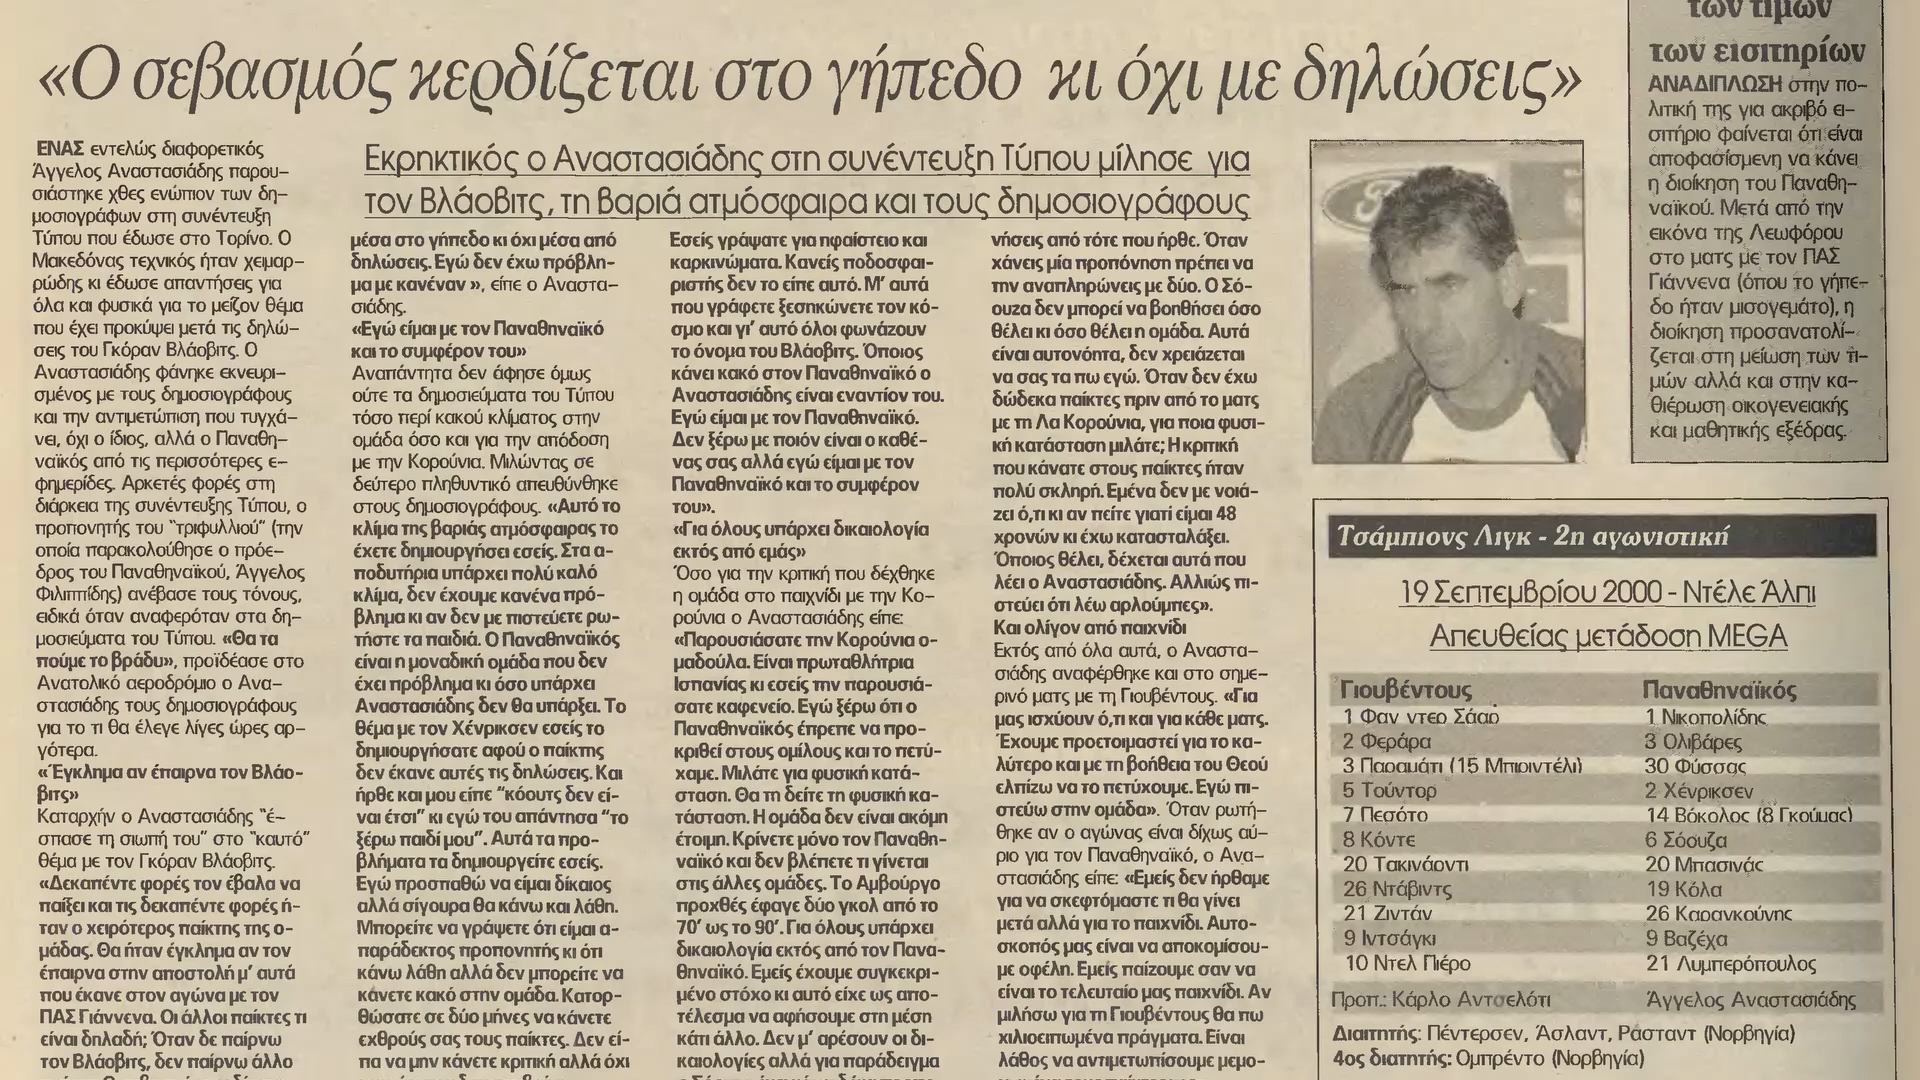 «Ο σεβασμός κερδίζεται στο γήπεδο κι όχι με δηλώσεις»
Εκρηκτικός ο Αναστασιάδης στη συνέντευξη Τύπου μίλησε για
τον Βλάοβιτς, τη βαριά ατμόσφαιρα και τους δημοσιογράφους
ΕΝΑΣ εντελώς διαφορετικός
Άγγελος Αναστασιάδης παρου-
σιάστηκε χθες ενώπιον των δη-
μοσιογράφων στη συνέντευξη
Τύπου που έδωσε στο Τορίνο. Ο
Μακεδόνας τεχνικός ήταν χειμαρ-
ρώδης κι έδωσε απαντήσεις για
όλα και φυσικά για το μείζον θέμα
που έχει προκύψει μετά τις δηλώ-
σεις του Γκόραν Βλάοβιτς. Ο
Αναστασιάδης φάνηκε εκνευρι-
σμένος με τους δημοσιογράφους
και την αντιμετώπιση που τυγχά-
νει, όχι ο ίδιος, αλλά ο Παναθη-
ναϊκός από τις περισσότερες ε-
φημερίδες. Αρκετές φορές στη
διάρκεια της συνέντευξης Τύπου, ο
προπονητής του "τριφυλλιού" (την
οποία παρακολούθησε ο πρόε-
δρος του Παναθηναϊκού, Άγγελος
Φιλιππίδης) ανέβασε τους τόνους,
ειδικά όταν αναφερόταν στα δη-
μοσιεύματα του Τύπου. «Θα τα
πούμε το βράδυ», προϊδέασε στο
Ανατολικό αεροδρόμιο ο Ανα-
στασιάδης τους δημοσιογράφους
για το τι θα έλεγε λίγες ώρες αρ-
γότερα.
«Έγκλημα αν έπαιρνα τον Βλάο-
βιτς»
Καταρχήν ο Αναστασιάδης "έ-
σπασε τη σιωπή του" στο "καυτό"
θέμα με τον Γκόραν Βλάοβιτς.
«Δεκαπέντε φορές τον έβαλα να
παίξει και τις δεκαπέντε φορές ή-
ταν ο χειρότερος παίκτης της ο-
μάδας. Θα ήταν έγκλημα αν τον
έπαιρνα στην αποστολή μ' αυτά
που έκανε στον αγώνα με τον
ΠΑΣ Γιάννενα. Οι άλλοι παίκτες τι
είναι δηλαδή; Όταν δε παίρνω
τον Βλάοβιτς, δεν παίρνω άλλο
μέσα στο γήπεδο κι όχι μέσα από
δηλώσεις. Εγώ δεν έχω πρόβλη-
μα με κανέναν », είπε ο Αναστα-
σιάδης.
«Εγώ είμαι με τον Παναθηναϊκό
και το συμφέρον του»
Αναπάντητα δεν άφησε όμως
ούτε τα δημοσιεύματα του Τύπου
τόσο περί κακού κλίματος στην
ομάδα όσο και για την απόδοση
με την Κορούνια. Μιλώντας σε
δεύτερο πληθυντικό απευθύνθηκε
στους δημοσιογράφους. «Αυτό το
κλίμα της βαριάς ατμόσφαιρας το
έχετε δημιουργήσει εσείς. Στα α-
ποδυτήρια υπάρχει πολύ καλό
κλίμα, δεν έχουμε κανένα πρό-
βλημα κι αν δεν με πιστεύετε ρω-
τήστε τα παιδιά. Ο Παναθηναϊκός
είναι η μοναδική ομάδα που δεν
έχει πρόβλημα κι όσο υπάρχει
Αναστασιάδης δεν θα υπάρξει. Το
θέμα με τον Χένρικσεν εσείς το
δημιουργήσατε αφού ο παίκτης
δεν έκανε αυτές τις δηλώσεις. Και
ήρθε και μου είπε "κόουτς δεν εί-
ναι έτσι" κι εγώ του απάντησα "το
ξέρω παιδί μου". Αυτά τα προ-
βλήματα τα δημιουργείτε εσείς.
Εγώ προσπαθώ να είμαι δίκαιος
αλλά σίγουρα θα κάνω και λάθη.
Μπορείτε να γράψετε ότι είμαι α-
παράδεκτος προπονητής κι ότι
κάνω λάθη αλλά δεν μπορείτε να
κάνετε κακό στην ομάδα. Κατορ-
θώσατε σε δύο μήνες να κάνετε
εχθρούς σας τους παίκτες. Δεν εί-
πα να μην κάνετε κριτική αλλά όχι
Εσείς γράψατε για ηφαίστειο και
καρκινώματα. Κανείς ποδοσφαι-
ριστής δεν το είπε αυτό. Μ' αυτά
που γράφετε ξεσηκώνετε τον κό-
σμο και γι' αυτό όλοι φωνάζουν
το όνομα του Βλάοβιτς. Όποιος
κάνει κακό στον Παναθηναϊκό ο
Αναστασιάδης είναι εναντίον του.
Εγώ είμαι με τον Παναθηναϊκό.
Δεν ξέρω με ποιόν είναι ο καθέ-
νας σας αλλά εγώ είμαι με τον
Παναθηναϊκό και το συμφέρον
του».
«Για όλους υπάρχει δικαιολογία
εκτός από εμάς»
Όσο για την κριτική που δέχθηκε
η ομάδα στο παιχνίδι με την Κο-
ρούνια ο Αναστασιάδης είπε:
«Παρουσιάσατε την Κορούνια ο-
μαδούλα. Είναι πρωταθλήτρια
Ισπανίας κι εσείς την παρουσιά-
σατε καφενείο. Εγώ ξέρω ότι ο
Παναθηναϊκός έπρεπε να προ-
κριθεί στους ομίλους και το πετύ-
χαμε. Μιλάτε για φυσική κατά-
σταση. Θα τη δείτε τη φυσική κα-
τάσταση. Η ομάδα δεν είναι ακόμη
έτοιμη. Κρίνετε μόνο τον Παναθη-
ναϊκό και δεν βλέπετε τι γίνεται
στις άλλες ομάδες. Το Αμβούργο
προχθές έφαγε δύο γκολ από το
70' ως το 90'. Για όλους υπάρχει
δικαιολογία εκτός από τον Πανα-
θηναϊκό. Εμείς έχουμε συγκεκρι-
μένο στόχο κι αυτό είχε ως απο-
τέλεσμα να αφήσουμε στη μέση
κάτι άλλο. Δεν μ' αρέσουν οι δι-
καιολογίες αλλά για παράδειγμα
νήσεις από τότε που ήρθε. Όταν
χάνεις μία προπόνηση πρέπει να
την αναπληρώνεις με δύο. Ο Σό-
ουζα δεν μπορεί να βοηθήσει όσο
θέλει κι όσο θέλει η ομάδα. Αυτά
είναι αυτονόητα, δεν χρειάζεται
να σας τα πω εγώ. Όταν δεν έχω
δώδεκα παίκτες πριν από το ματς
με τη Λα Κορούνια, για ποια φυσι-
κή κατάσταση μιλάτε; Η κριτική
που κάνατε στους παίκτες ήταν
πολύ σκληρή. Εμένα δεν με νοιά-
ζει ό,τι κι αν πείτε γιατί είμαι 48
χρονών κι έχω κατασταλάξει.
Όποιος θέλει, δέχεται αυτά που
λέει ο Αναστασιάδης. Αλλιώς πι-
στεύει ότι λέω αρλούμπες».
Και ολίγον από παιχνίδι
Εκτός από όλα αυτά, ο Αναστα-
σιάδης αναφέρθηκε και στο σημε-
ρινό ματς με τη Γιουβέντους. «Για
μας ισχύουν ό,τι και για κάθε ματς.
Έχουμε προετοιμαστεί για το κα-
λύτερο και με τη βοήθεια του Θεού
ελπίζω να το πετύχουμε. Εγώ πι-
στεύω στην ομάδα». Όταν ρωτή-
θηκε αν ο αγώνας είναι δίχως αύ-
ριο για τον Παναθηναϊκό, ο Ανα-
στασιάδης είπε: «Εμείς δεν ήρθαμε
για να σκεφτόμαστε τι θα γίνει
μετά αλλά για το παιχνίδι. Αυτο-
σκοπός μας είναι να αποκομίσου-
με οφέλη. Εμείς παίζουμε σαν να
είναι το τελευταίο μας παιχνίδι. Αν
μιλήσω για τη Γιουβέντους θα πω
χιλιοειπωμένα πράγματα. Είναι
λάθος να αντιμετωπίσουμε μεμο-
των τιμών
των εισιτηρίων
ΑΝΑΔΙΠΛΩΣΗ στην πο-
λιτική της για ακριβό ει-
σιτήριο φαίνεται ότι είναι
αποφασισμενη να κάνει
η διοίκηση του Παναθη-
ναϊκού. Μετά από την
εικόνα της Λεωφόρου
στο ματς με τον ΠΑΣ
Γιάννενα (όπου το γήπε-
δο ήταν μισογεμάτο), η
διοίκηση προσανατολί-
ζεται στη μείωση των τι-
μών αλλά και στην κα-
θιέρωση οικογενειακής
και μαθητικής εξέδρας.
Τσάμπιονς Λιγκ - 2η αγωνιστική
19 Σεπτεμβρίου 2000 - Ντέλε Άλπι
Απευθείας μετάδοση MEGA
Γιουβέντους Παναθηναϊκός
1 Φαν ντερ Σάαρ 1 Νικοπολίδης
2 Φεράρα 3 Ολιβάρες
3 Παραμάτι (15 Μπιριντέλι) 30 Φύσσας
5 Τούντορ 2 Χένρικσεν
7 Πεσότο 14 Βόκολος (8 Γκούμας)
8 Κόντε 6 Σόουζα
20 Τακινάρντι 20 Μπασινάς
26 Ντάβιντς 19 Κόλα
21 Ζιντάν 26 Καραγκούνης
9 Ιντσάγκι 9 Βαζέχα
10 Ντελ Πιέρο 21 Λυμπερόπουλος
Προπ.: Κάρλο Αντσελότι Άγγελος Αναστασιάδης
Διαιτητής: Πέντερσεν, Άσλαντ, Ράσταντ (Νορβηγία)
4ος διατητής: Ομπρέντο (Νορβηγία)